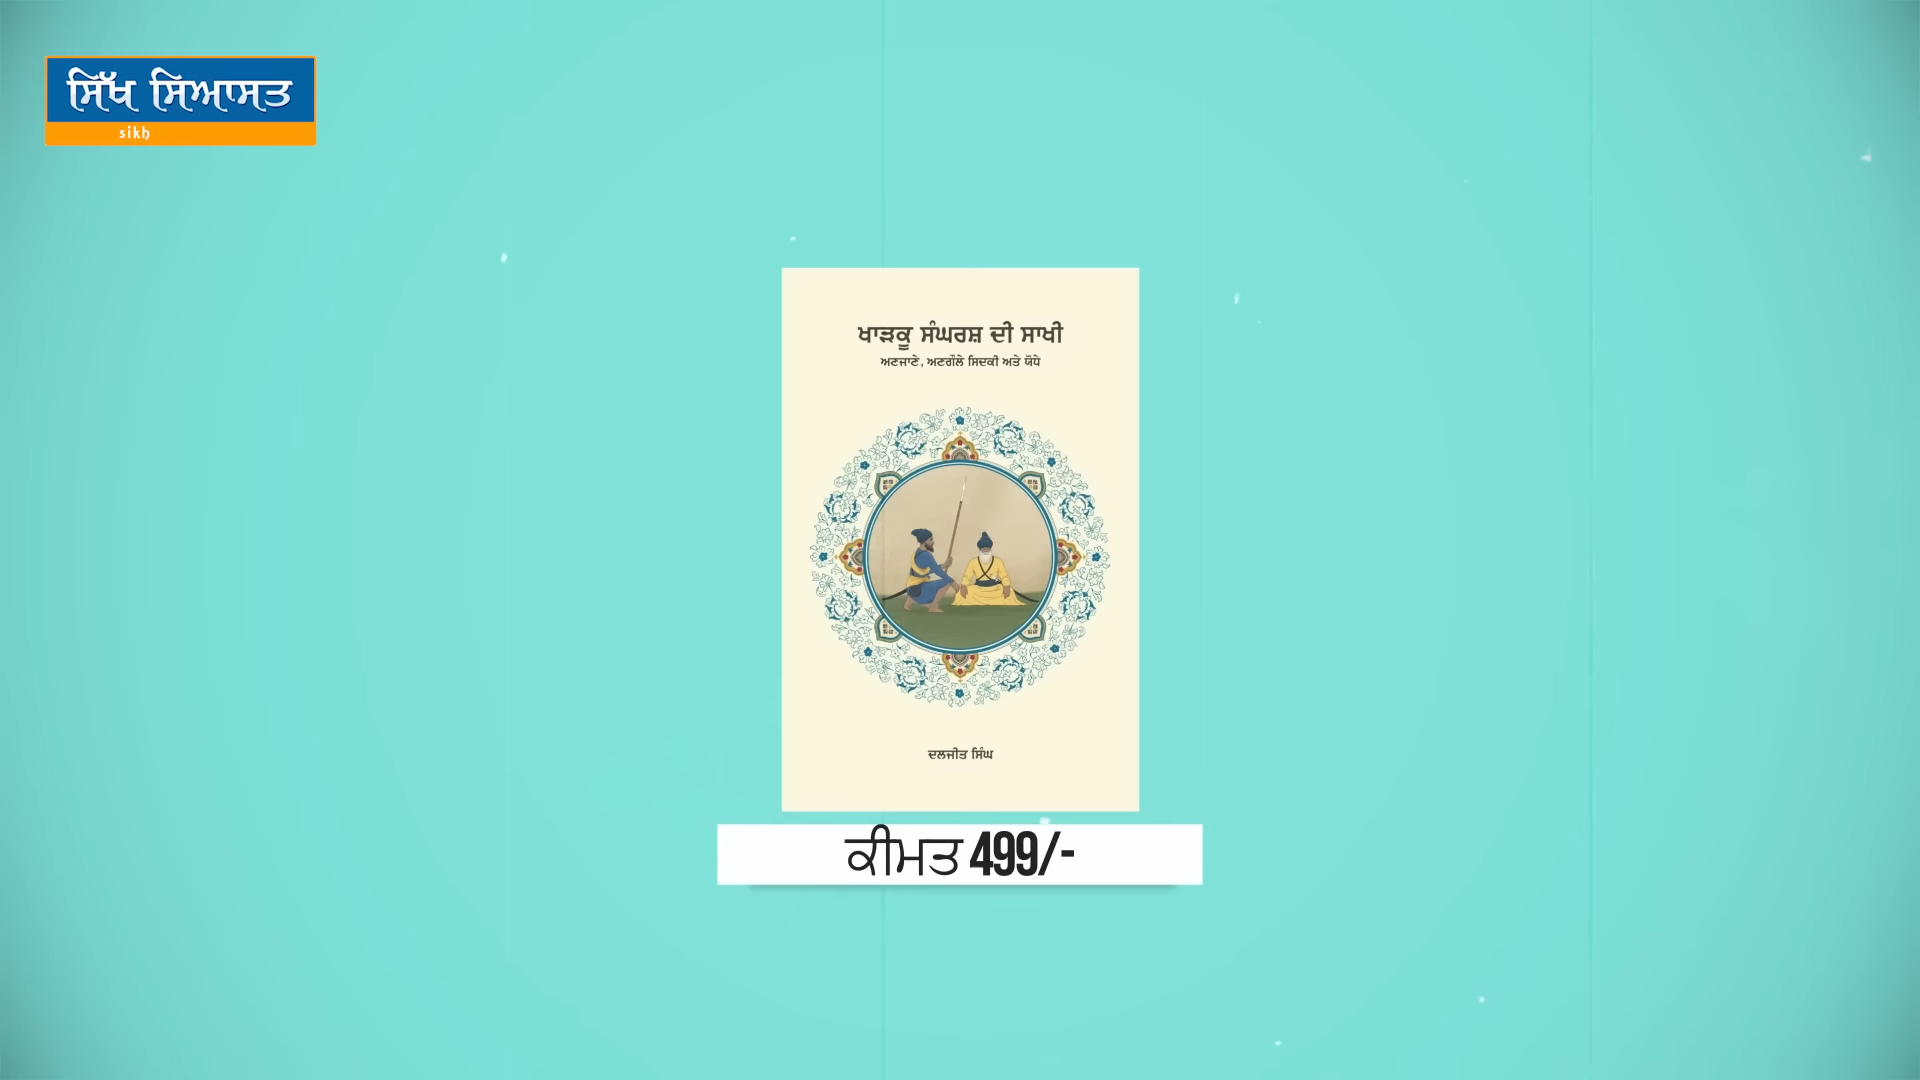 ਸਿੱਖ ਸਿਆਸਤ
sikh
ਖਾੜਕੂ ਸੰਘਰਸ਼ ਦੀ ਸਾਖੀ
ਅਣਜਾਣੇ, ਅਣਗੌਲੇ ਸਿਦਕੀ ਅਤੇ ਯੋਧੇ
ਦਲਜੀਤ ਸਿੰਘ
ਕੀਮਤ 499/-